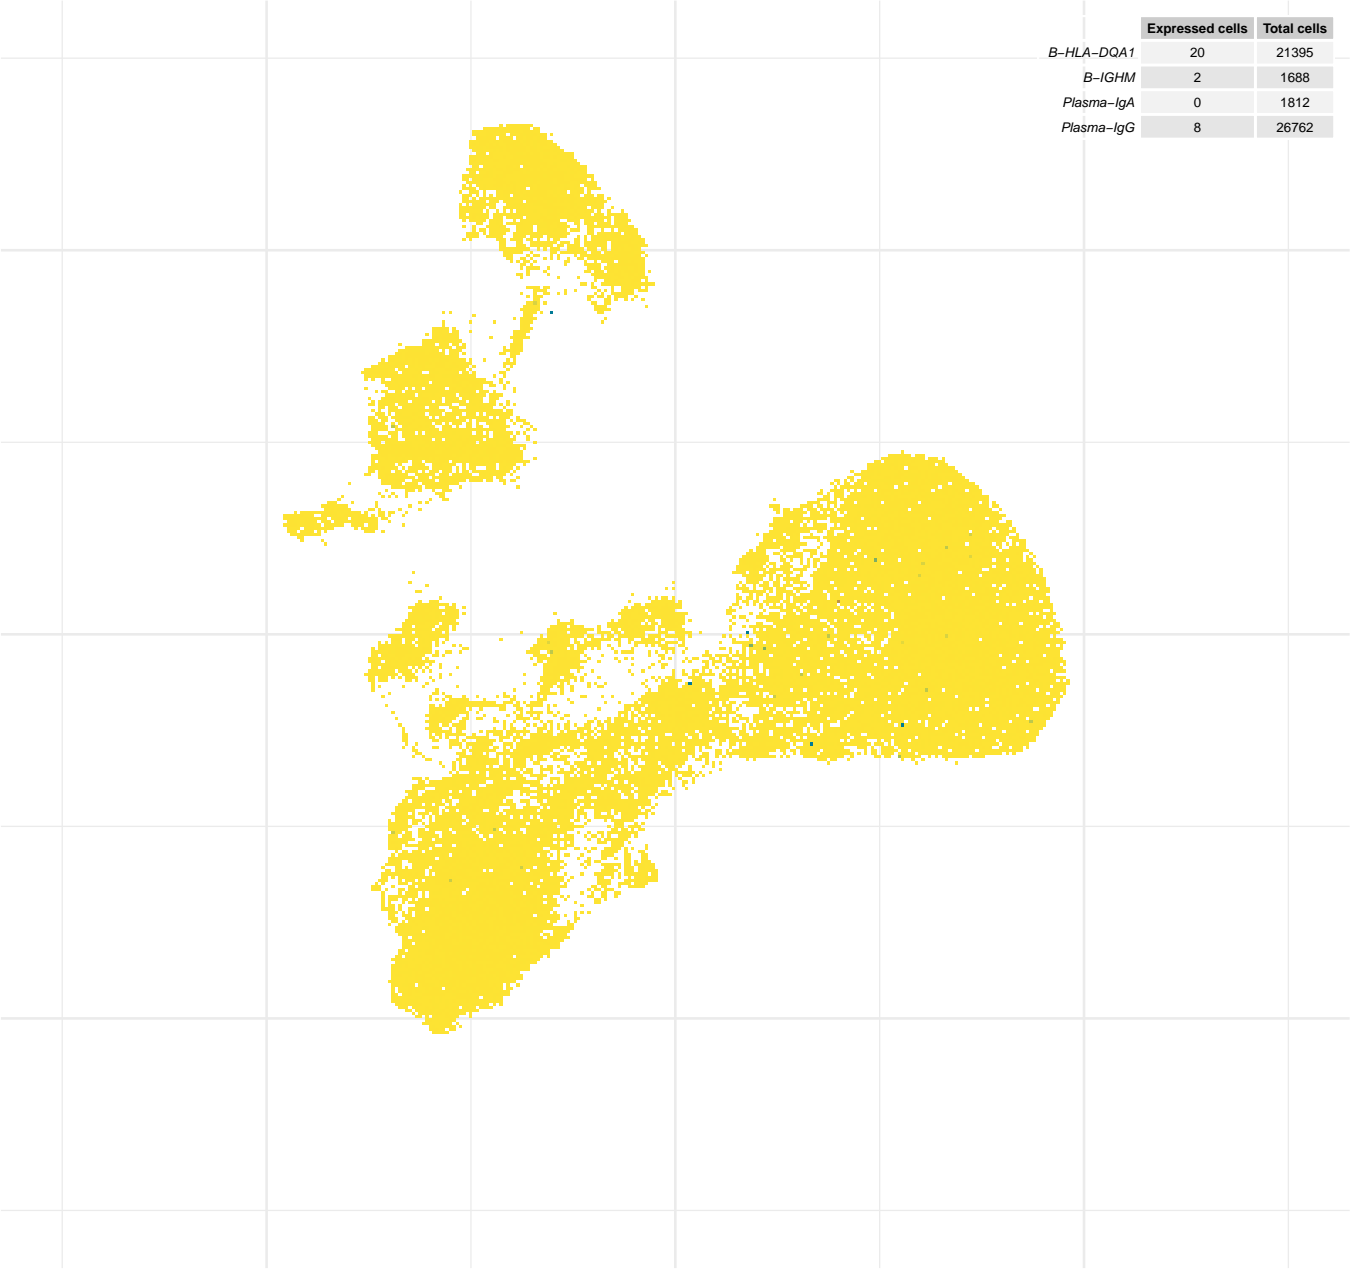 Expressed cells Total cells
B−HLA−DQA1 20 21395
B−IGHM 2 1688
Plasma−IgA 0 1812
Plasma−IgG 8 26762